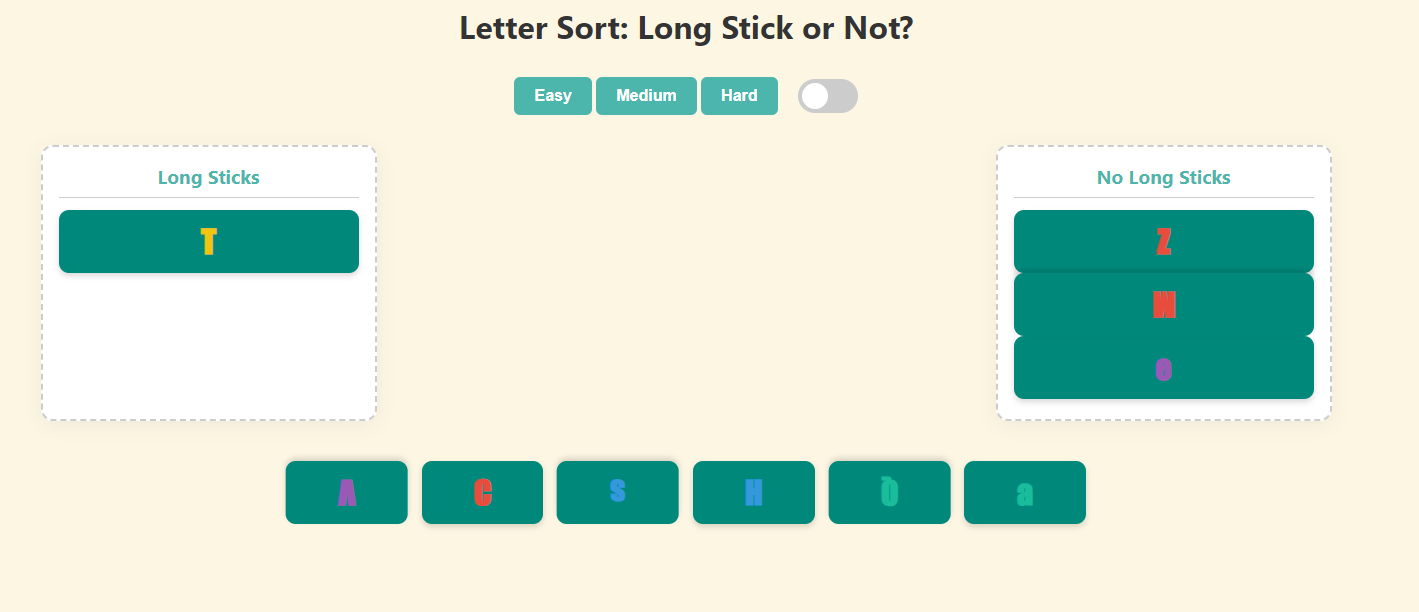 Letter Sort: Long Stick or Not?
Easy Medium Hard
Long Sticks
T
No Long Sticks
Z
W
e
A C s H Ò a